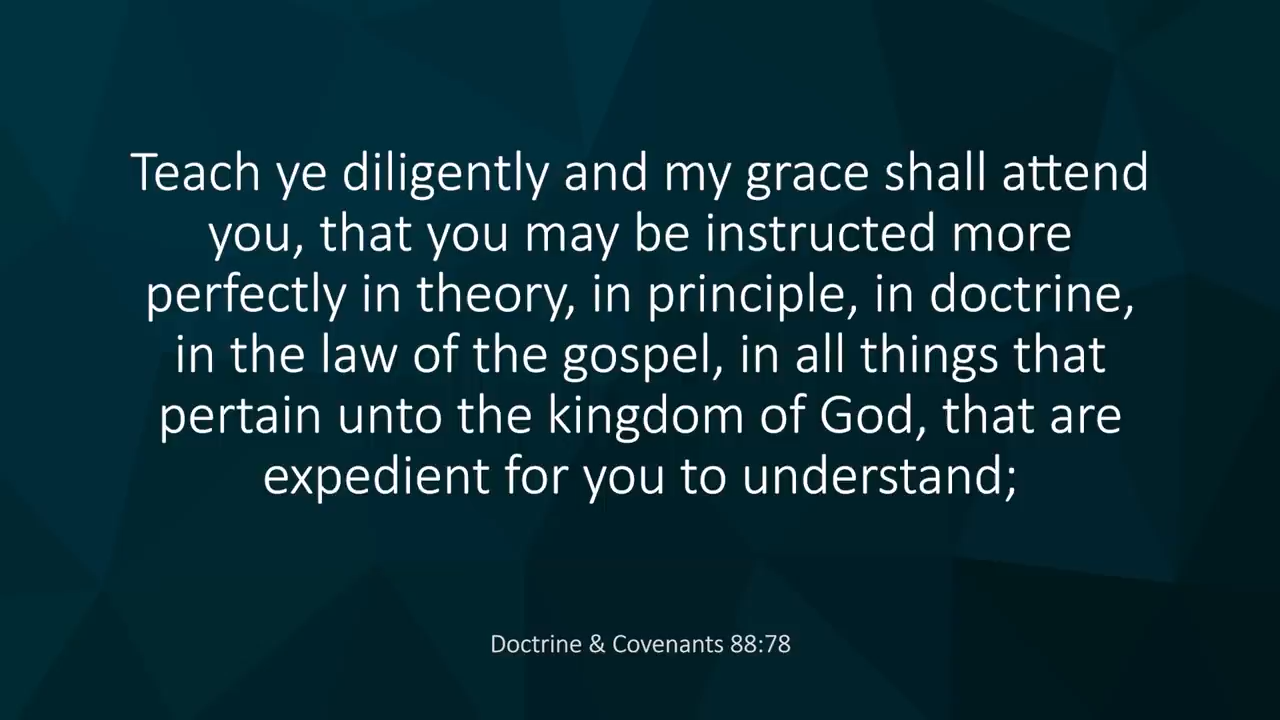 Teach ye diligently and my grace shall attend
you, that you may be instructed more
perfectly in theory, in principle, in doctrine,
in the law of the gospel, in all things that
pertain unto the kingdom of God, that are
expedient for you to understand;
Doctrine & Covenants 88:78